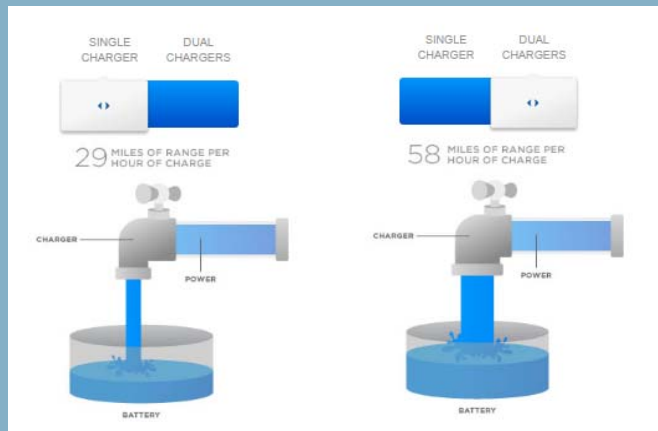 SINGLE
CHARGER
DUAL
CHARGERS
29 MILES OF RANGE PER
HOUR OF CHARGE
CHARGER
POWER
BATTERY
SINGLE
CHARGER
DUAL
CHARGERS
58 MILES OF RANGE PER
HOUR OF CHARGE
CHARGER
POWER
BATTERY